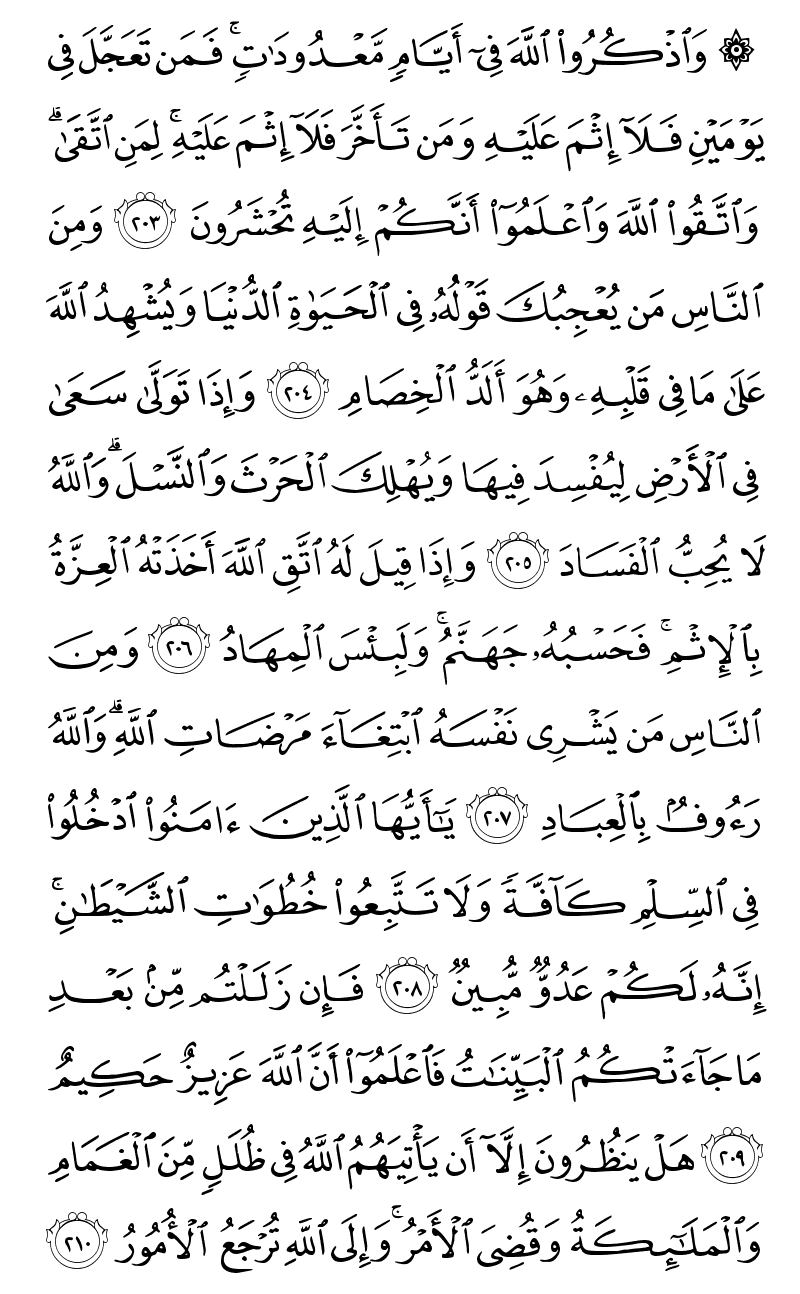 ۞ وَٱذۡكُرُواْ ٱللَّهَ فِيٓ أَيَّامٖ مَّعۡدُودَٰتٖۚ فَمَن تَعَجَّلَ فِي
يَوۡمَيۡنِ فَلَآ إِثۡمَ عَلَيۡهِ وَمَن تَأَخَّرَ فَلَآ إِثۡمَ عَلَيۡهِۚ لِمَنِ ٱتَّقَىٰۗ
وَٱتَّقُواْ ٱللَّهَ وَٱعۡلَمُوٓاْ أَنَّكُمۡ إِلَيۡهِ تُحۡشَرُونَ ٢٠٣ وَمِنَ
ٱلنَّاسِ مَن يُعۡجِبُكَ قَوۡلُهُۥ فِي ٱلۡحَيَوٰةِ ٱلدُّنۡيَا وَيُشۡهِدُ ٱللَّهَ
عَلَىٰ مَا فِي قَلۡبِهِۦ وَهُوَ أَلَدُّ ٱلۡخِصَامِ ٢٠٤ وَإِذَا تَوَلَّىٰ سَعَىٰ
فِي ٱلۡأَرۡضِ لِيُفۡسِدَ فِيهَا وَيُهۡلِكَ ٱلۡحَرۡثَ وَٱلنَّسۡلَۚ وَٱللَّهُ
لَا يُحِبُّ ٱلۡفَسَادَ ٢٠٥ وَإِذَا قِيلَ لَهُ ٱتَّقِ ٱللَّهَ أَخَذَتۡهُ ٱلۡعِزَّةُ
بِٱلۡإِثۡمِۚ فَحَسۡبُهُۥ جَهَنَّمُۚ وَلَبِئۡسَ ٱلۡمِهَادُ ٢٠٦ وَمِنَ
ٱلنَّاسِ مَن يَشۡرِي نَفۡسَهُ ٱبۡتِغَآءَ مَرۡضَاتِ ٱللَّهِۚ وَٱللَّهُ
رَءُوفُۢ بِٱلۡعِبَادِ ٢٠٧ يَٰٓأَيُّهَا ٱلَّذِينَ ءَامَنُواْ ٱدۡخُلُواْ
فِي ٱلسِّلۡمِ كَآفَّةٗ وَلَا تَتَّبِعُواْ خُطُوَٰتِ ٱلشَّيۡطَٰنِۚ
إِنَّهُۥ لَكُمۡ عَدُوّٞ مُّبِينٞ ٢٠٨ فَإِن زَلَلۡتُم مِّنۢ بَعۡدِ
مَا جَآءَتۡكُمُ ٱلۡبَيِّنَٰتُ فَٱعۡلَمُوٓاْ أَنَّ ٱللَّهَ عَزِيزٌ حَكِيمٌ
٢٠٩ هَلۡ يَنظُرُونَ إِلَّآ أَن يَأۡتِيَهُمُ ٱللَّهُ فِي ظُلَلٖ مِّنَ ٱلۡغَمَامِ
وَٱلۡمَلَٰٓئِكَةُ وَقُضِيَ ٱلۡأَمۡرُۚ وَإِلَى ٱللَّهِ تُرۡجَعُ ٱلۡأُمُورُ ٢١٠